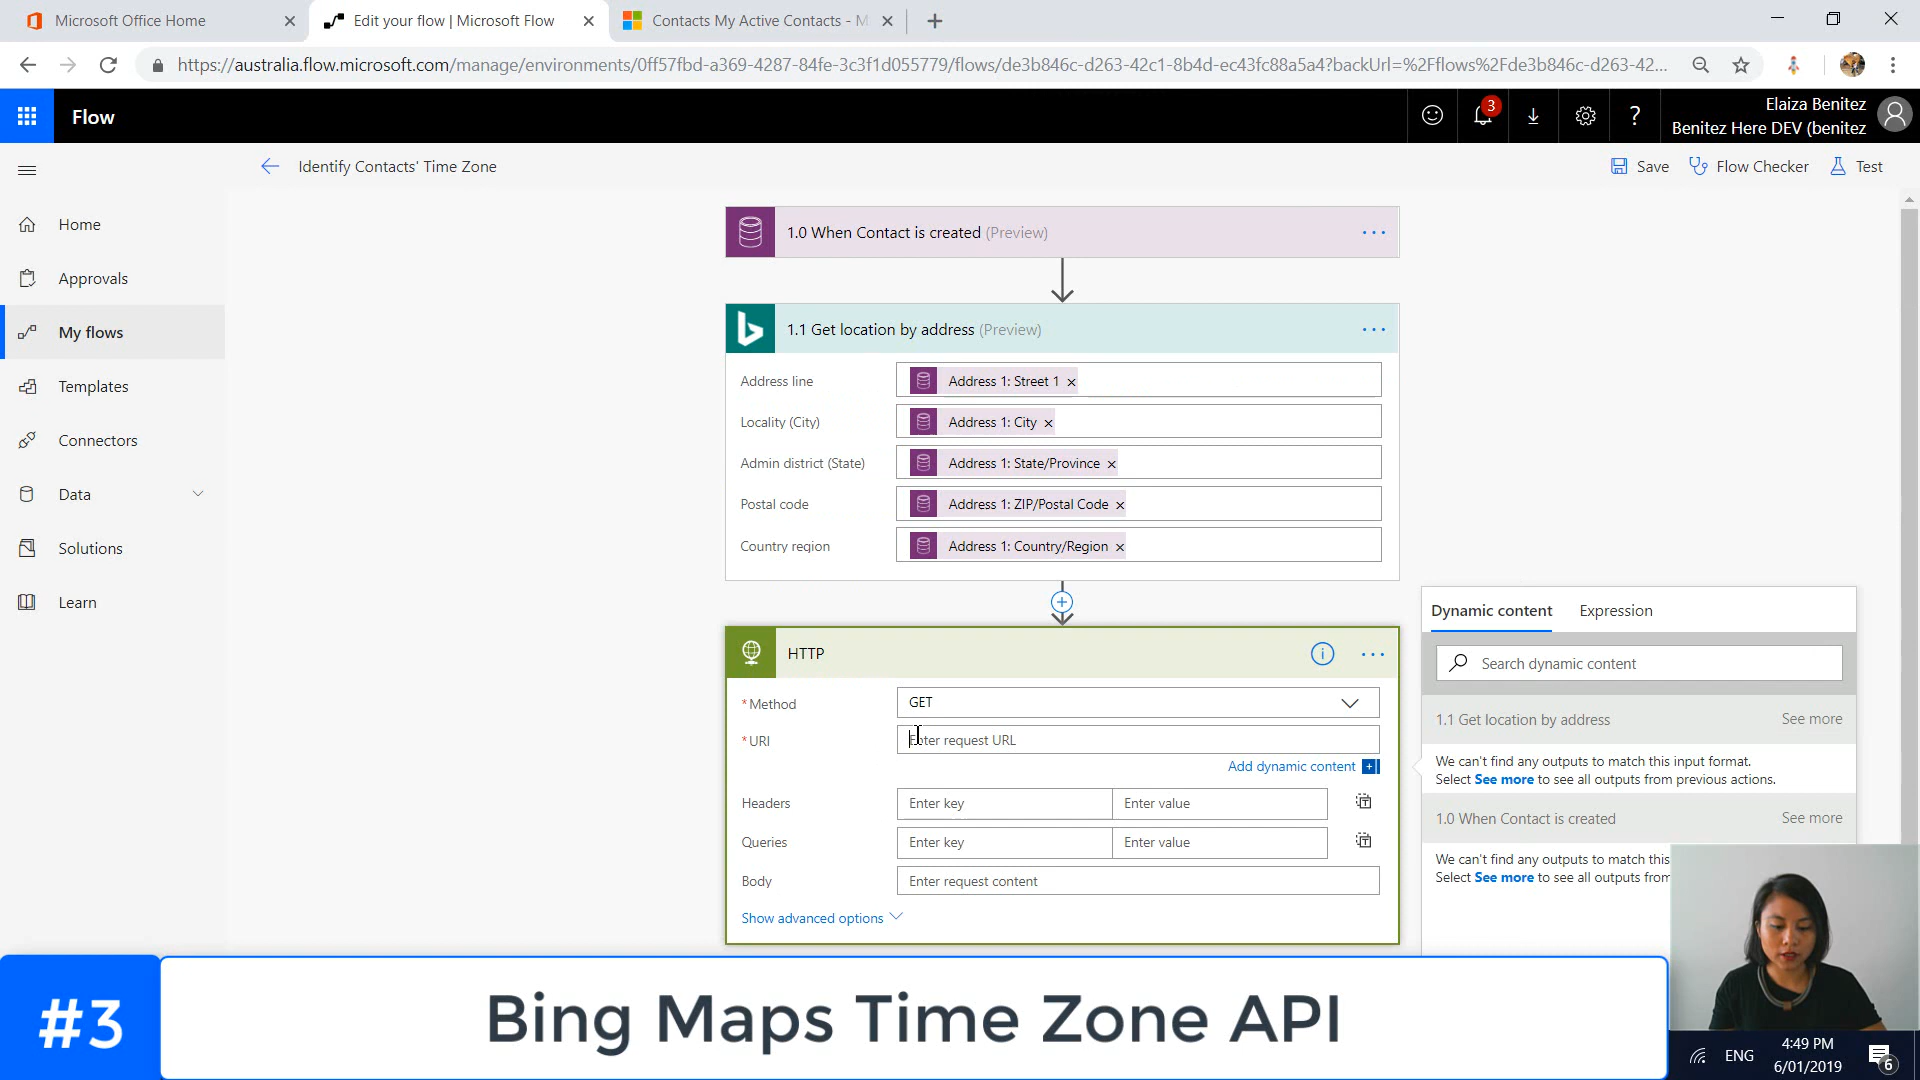 Microsoft Office Home
Edit your flow | Microsoft Flow
Contacts My Active Contacts - M
https://australia.flow.microsoft.com/manage/environments/0ff57fbd-a369-4287-84fe-3c3f1d055779/flows/de3b846c-d263-42c1-8b4d-ec43fc88a5a4?backUrl=%2Fflows%2Fde3b846c-d263-42...
Flow
3
Elaiza Benitez
Benitez Here DEV (benitez
Identify Contacts' Time Zone
Save
Flow Checker
Test
Home
Approvals
My flows
Templates
Connectors
Data
Solutions
Learn
1.0 When Contact is created (Preview)
1.1 Get location by address (Preview)
Address line
Address 1: Street 1
Locality (City)
Address 1: City
Admin district (State)
Address 1: State/Province
Postal code
Address 1: ZIP/Postal Code
Country region
Address 1: Country/Region
HTTP
* Method
GET
* URI
Enter request URL
Add dynamic content
Headers
Enter key
Enter value
Queries
Enter key
Enter value
Body
Enter request content
Show advanced options
Dynamic content
Expression
Search dynamic content
1.1 Get location by address
See more
We can't find any outputs to match this input format.
Select See more to see all outputs from previous actions.
1.0 When Contact is created
See more
We can't find any outputs to match this
Select See more to see all outputs from
#3
Bing Maps Time Zone API
ENG
4:49 PM
6/01/2019
6